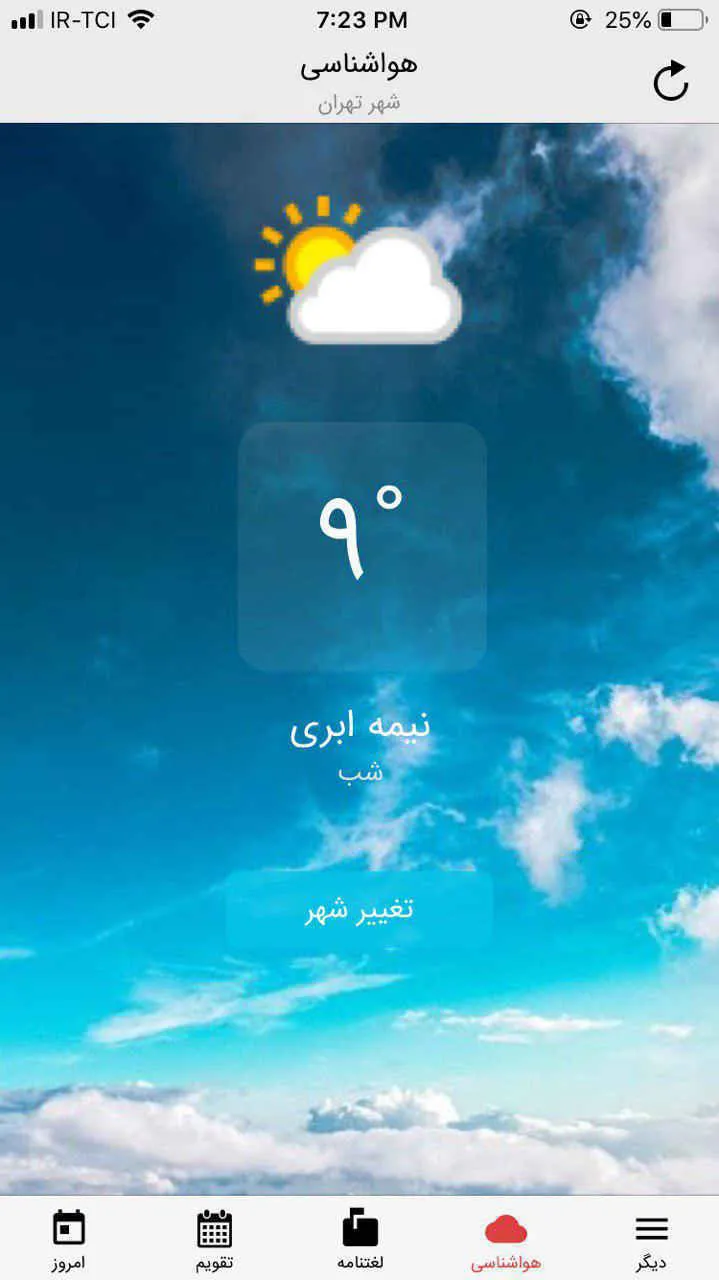 IR-TCI 7:23 PM 25%
هواشناسی
شهر تهران
۹°
نیمه ابری
شب
تغییر شهر
دیگر هواشناسی لغتنامه تقویم امروز